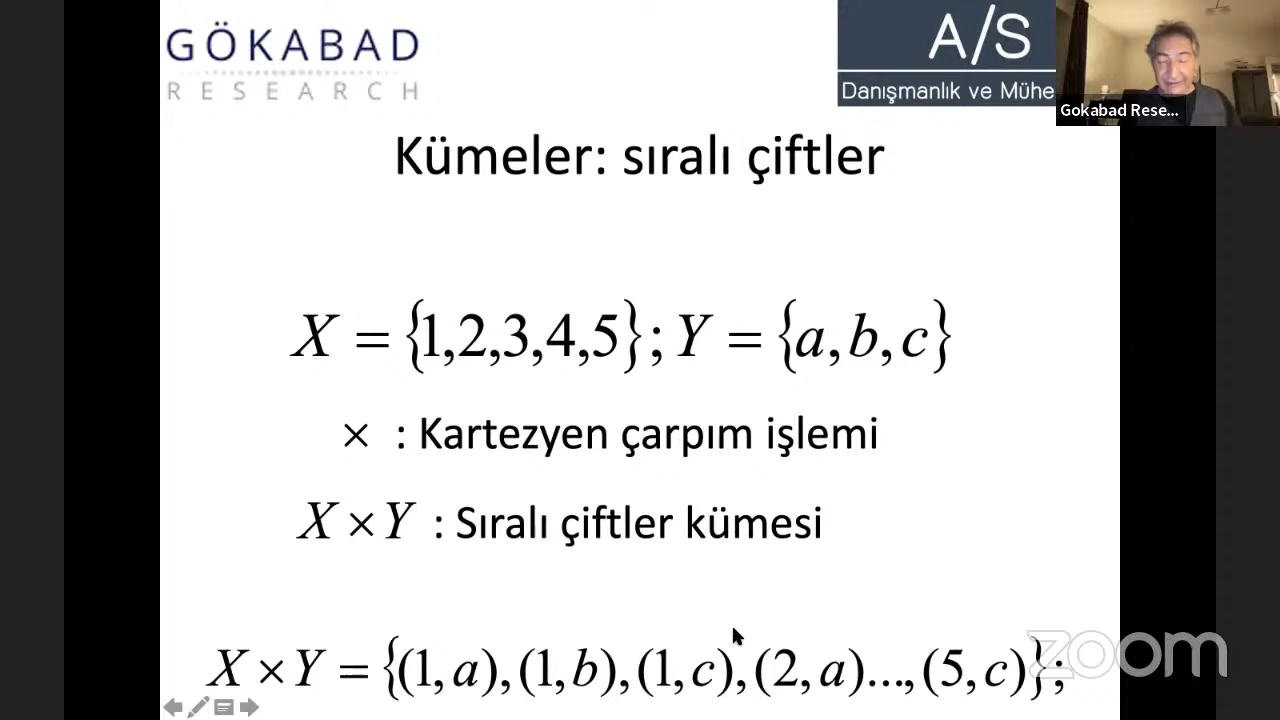 GÖKABAD
RESEARCH
A/S
Danışmanlık ve Mühe
Gokabad Rese...
Kümeler: sıralı çiftler
X = {1,2,3,4,5}; Y = {a,b,c}
× : Kartezyen çarpım işlemi
X × Y : Sıralı çiftler kümesi
X × Y = {(1,a),(1,b),(1,c),(2,a)...,(5,c)};
zoom